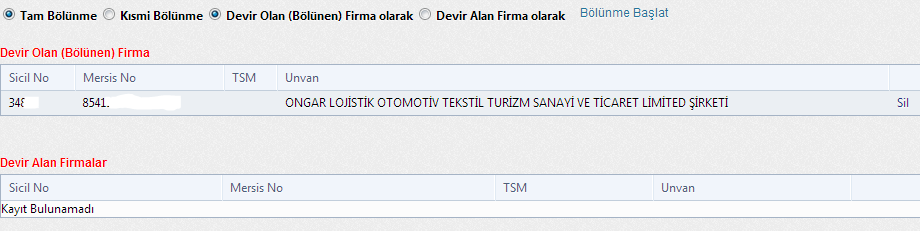 Tam Bölünme Kısmi Bölünme Devir Olan (Bölünen) Firma olarak Devir Alan Firma olarak Bölünme Başlat
Devir Olan (Bölünen) Firma
Sicil No Mersis No TSM Unvan
348 8541. ONGAR LOJİSTİK OTOMOTİV TEKSTİL TURİZM SANAYİ VE TİCARET LİMİTED ŞİRKETİ Sil
Devir Alan Firmalar
Sicil No Mersis No TSM Unvan
Kayıt Bulunamadı